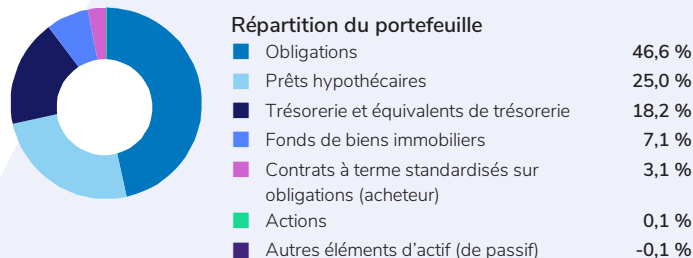 Répartition du portefeuille
Obligations 46,6 %
Prêts hypothécaires 25,0 %
Trésorerie et équivalents de trésorerie 18,2 %
Fonds de biens immobiliers 7,1 %
Contrats à terme standardisés sur 3,1 %
obligations (acheteur)
Actions 0,1 %
Autres éléments d’actif (de passif) -0,1 %